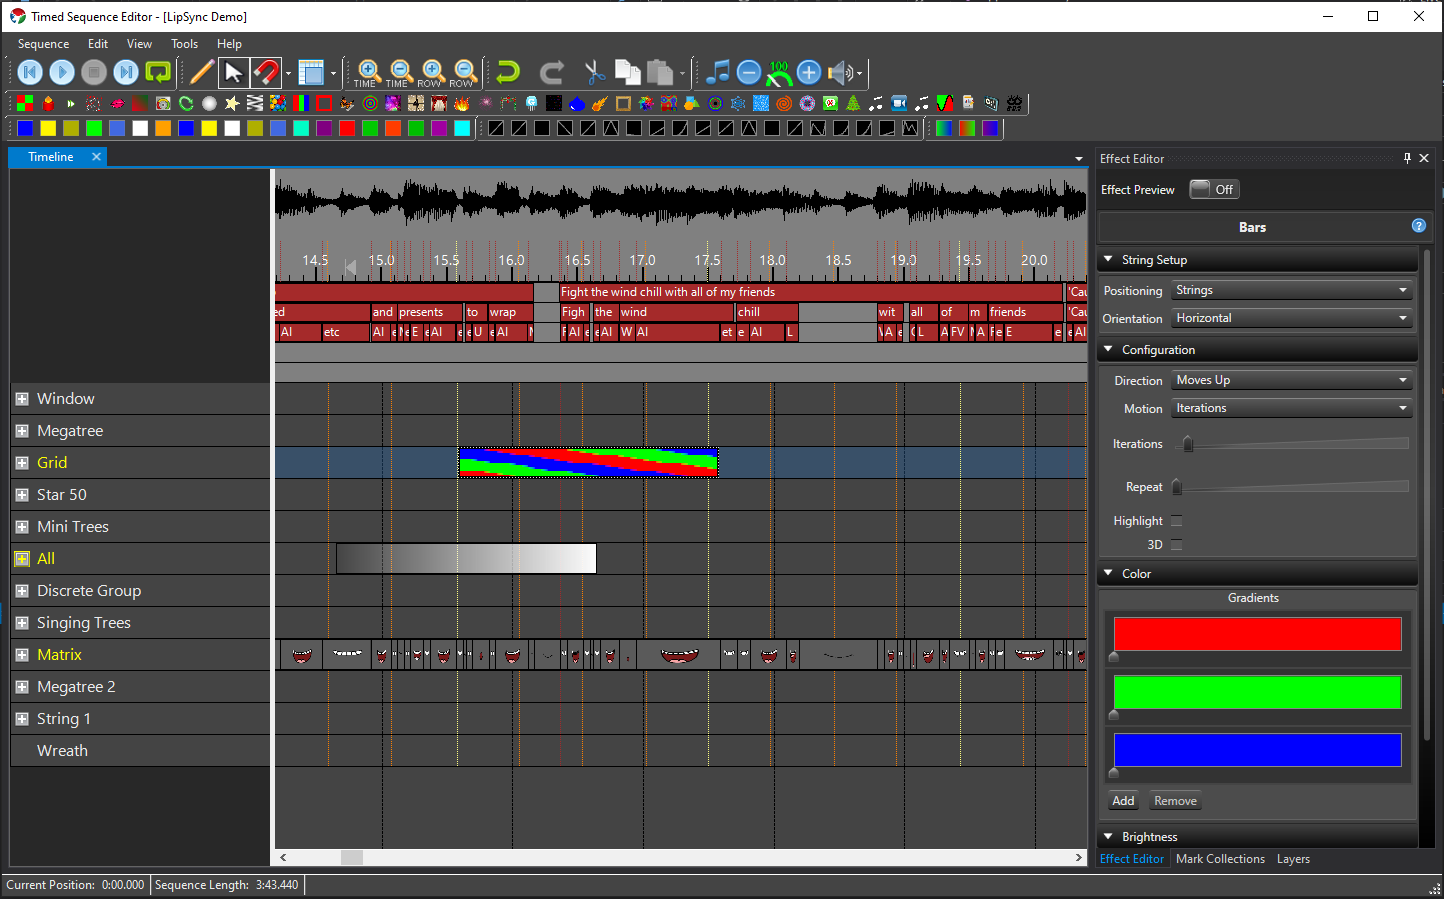 Timed Sequence Editor - [LipSync Demo]
Sequence Edit View Tools Help
TIME TIME ROW ROW 100
Timeline
14.5 15.0 15.5 16.0 16.5 17.0 17.5 18.0 18.5 19.0 19.5 20.0
Fight the wind chill with all of my friends 'Cau
ed and presents to wrap Figh the wind chill wit all of m friends 'Cau
AI etc AI E AI U AI AI W AI et e AI L A e L A FV A E AI
Window
Megatree
Grid
Star 50
Mini Trees
All
Discrete Group
Singing Trees
Matrix
Megatree 2
String 1
Wreath
Effect Editor
Effect Preview Off
Bars
?
String Setup
Positioning Strings
Orientation Horizontal
Configuration
Direction Moves Up
Motion Iterations
Iterations
Repeat
Highlight
3D
Color
Gradients
Add Remove
Brightness
Effect Editor Mark Collections Layers
Current Position: 0:00.000 Sequence Length: 3:43.440